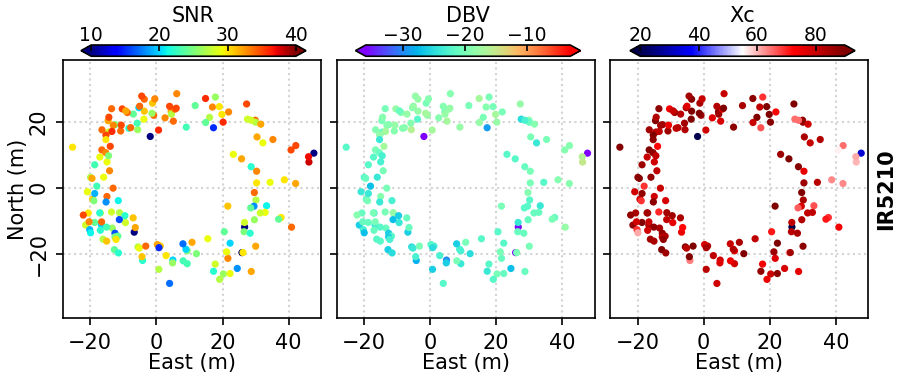 SNR DBV Xc
10 20 30 40 −30 −20 −10 20 40 60 80
North (m)
20
0
−20
IR5210
−20 0 20 40 −20 0 20 40 −20 0 20 40
East (m) East (m) East (m)